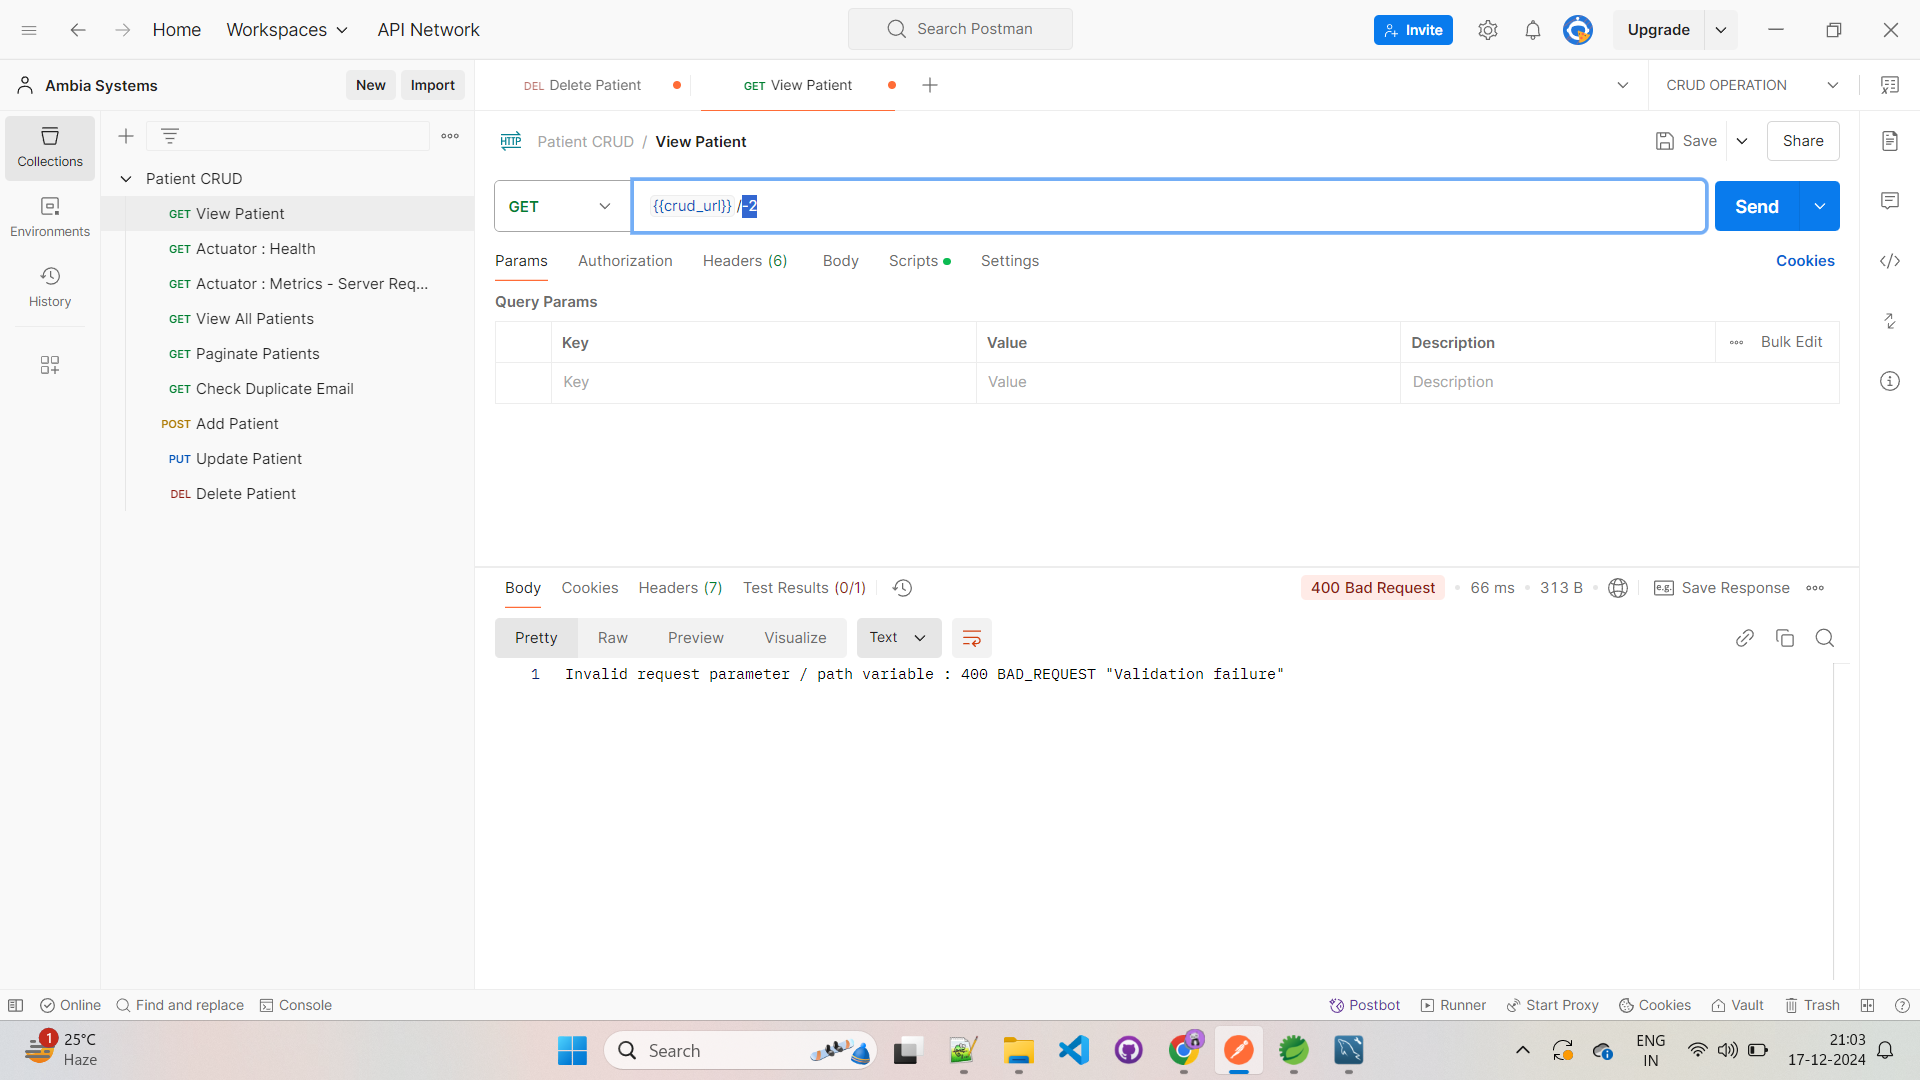 Home Workspaces API Network Search Postman Invite Upgrade
Ambia Systems New Import DEL Delete Patient GET View Patient CRUD OPERATION
Collections
Environments
History
Patient CRUD
GET View Patient
GET Actuator : Health
GET Actuator : Metrics - Server Req...
GET View All Patients
GET Paginate Patients
GET Check Duplicate Email
POST Add Patient
PUT Update Patient
DEL Delete Patient
HTTP Patient CRUD / View Patient Save Share
GET {{crud_url}} /-2 Send
Params Authorization Headers (6) Body Scripts Settings Cookies
Query Params
Key Value Description Bulk Edit
Key Value Description
Body Cookies Headers (7) Test Results (0/1) 400 Bad Request 66 ms 313 B e.g. Save Response
Pretty Raw Preview Visualize Text
1 Invalid request parameter / path variable : 400 BAD_REQUEST "Validation failure"
Online Find and replace Console Postbot Runner Start Proxy Cookies Vault Trash
1 25°C
Haze
Search
ENG
IN
21:03
17-12-2024